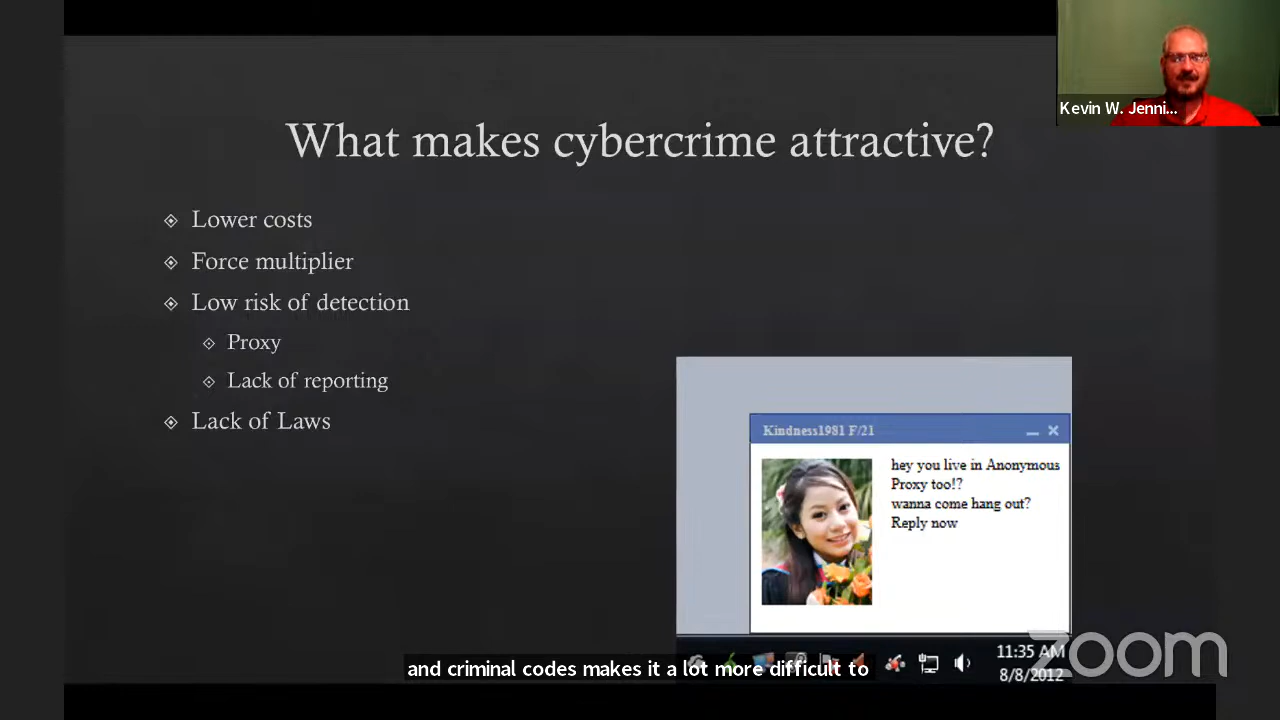 Kevin W. Jenni...
What makes cybercrime attractive?
Lower costs
Force multiplier
Low risk of detection
Proxy
Lack of reporting
Lack of Laws
Kindness1981 F/21
hey you live in Anonymous
Proxy too!?
wanna come hang out?
Reply now
11:35 AM
8/8/2012
zoom
and criminal codes makes it a lot more difficult to